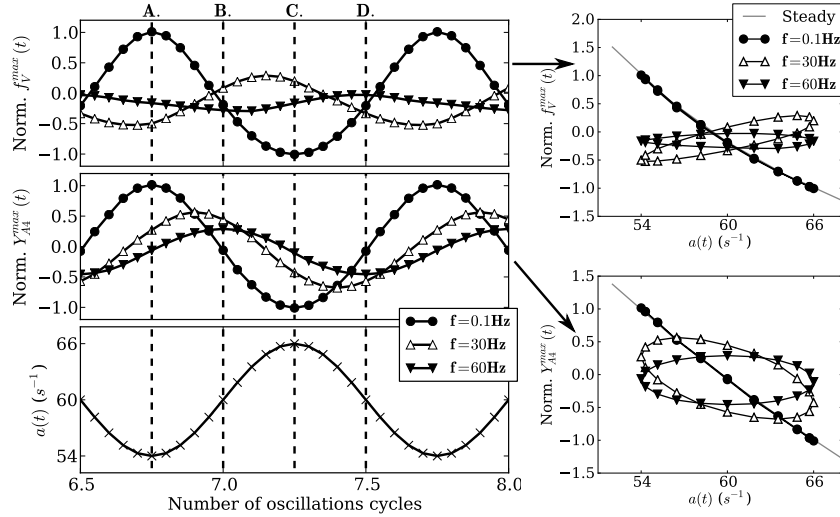 A. B. C. D.
Norm. f_V^{max}(t)
1.0
0.5
0.0
−0.5
−1.0
Norm. Y_{A4}^{max}(t)
1.0
0.5
0.0
−0.5
−1.0
f=0.1Hz
f=30Hz
f=60Hz
a(t) (s^{-1})
66
60
54
6.5 7.0 7.5 8.0
Number of oscillations cycles
Norm. f_V^{max}(t)
2.0
1.5
1.0
0.5
0.0
−0.5
−1.0
−1.5
Steady
f=0.1Hz
f=30Hz
f=60Hz
54 60 66
a(t) (s^{-1})
Norm. Y_{A4}^{max}(t)
1.5
1.0
0.5
0.0
−0.5
−1.0
−1.5
54 60 66
a(t) (s^{-1})